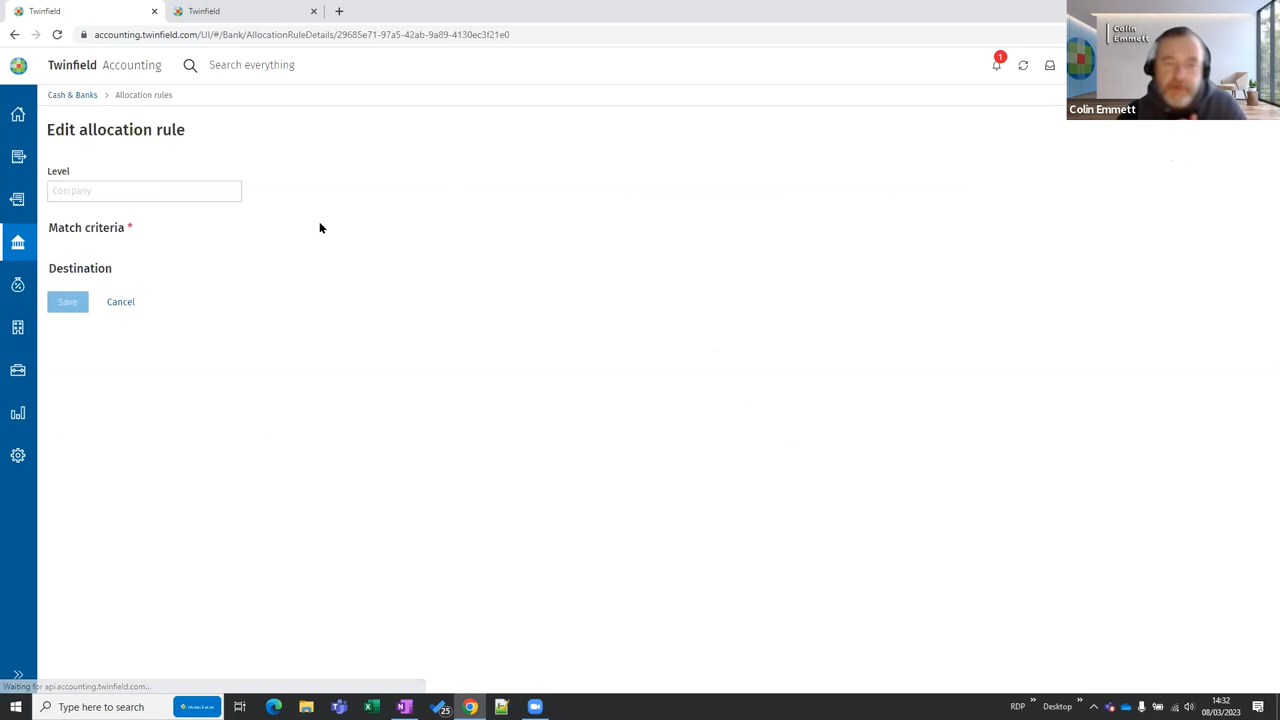 Twinfield
Twinfield
accounting.twinfield.com/UI/#/Bank/AllocationRuleDetails/29685e71-97a5-42ab-9a89-4130ec3f21e0
Twinfield Accounting
Search everything
1
Cash & Banks > Allocation rules
Edit allocation rule
Level
Company
Match criteria *
Destination
Save
Cancel
Colin
Emmett
Colin Emmett
Waiting for api.accounting.twinfield.com...
Type here to search
25
RDP
Desktop
14:32
08/03/2023